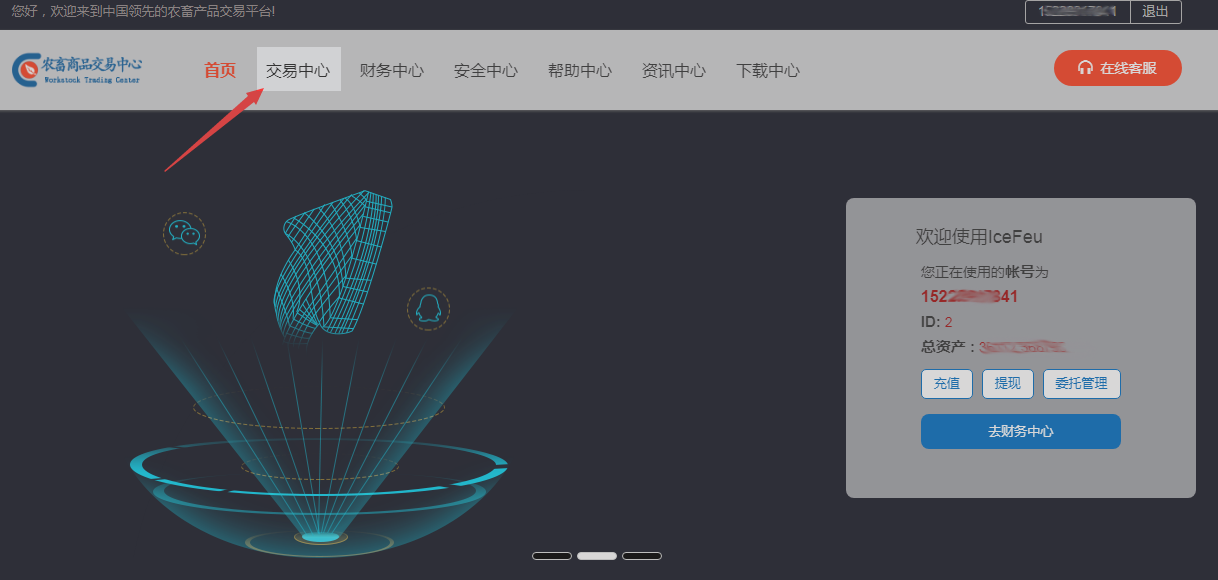 您好，欢迎来到中国领先的农畜产品交易平台!
退出
农畜商品交易中心
Workstock Trading Center
首页 交易中心 财务中心 安全中心 帮助中心 资讯中心 下载中心
在线客服
欢迎使用IceFeu
您正在使用的帐号为
ID: 2
总资产：
充值 提现 委托管理
去财务中心